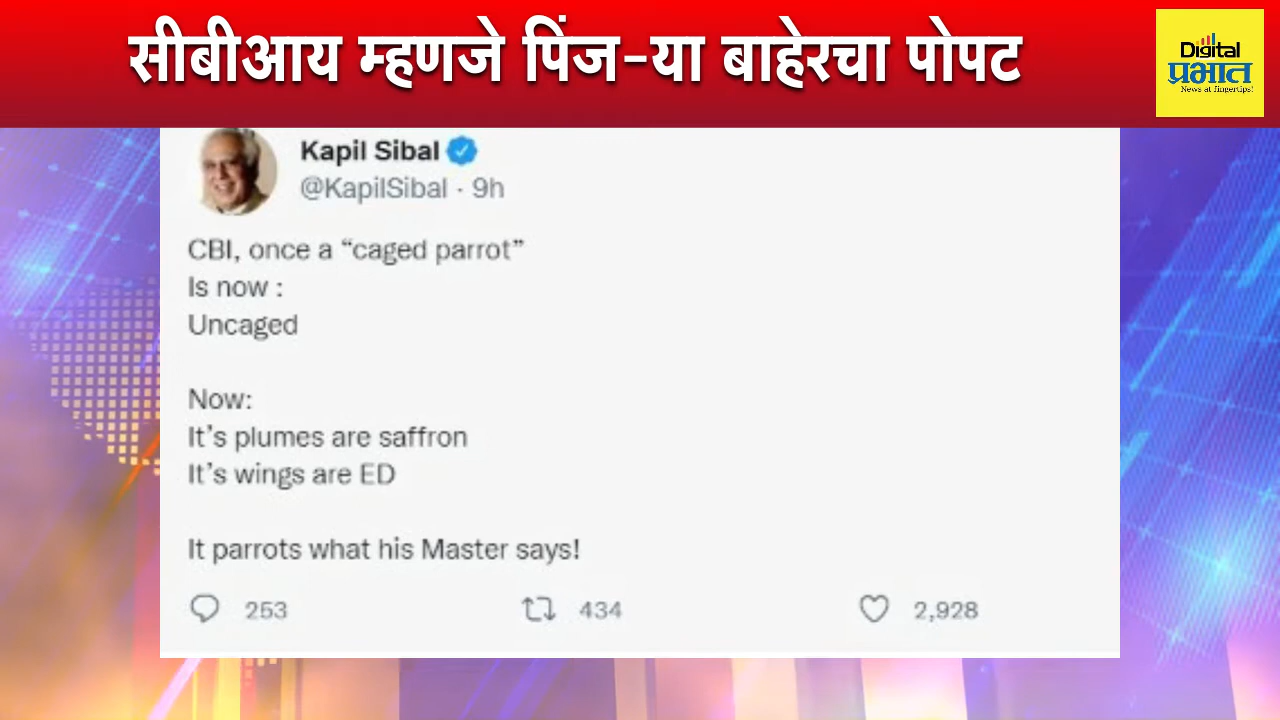 सीबीआय म्हणजे पिंज-या बाहेरचा पोपट
Digital
प्रभात
News at fingertips!
Kapil Sibal
@KapilSibal · 9h
CBI, once a “caged parrot”
Is now :
Uncaged
Now:
It’s plumes are saffron
It’s wings are ED
It parrots what his Master says!
253 434 2,928